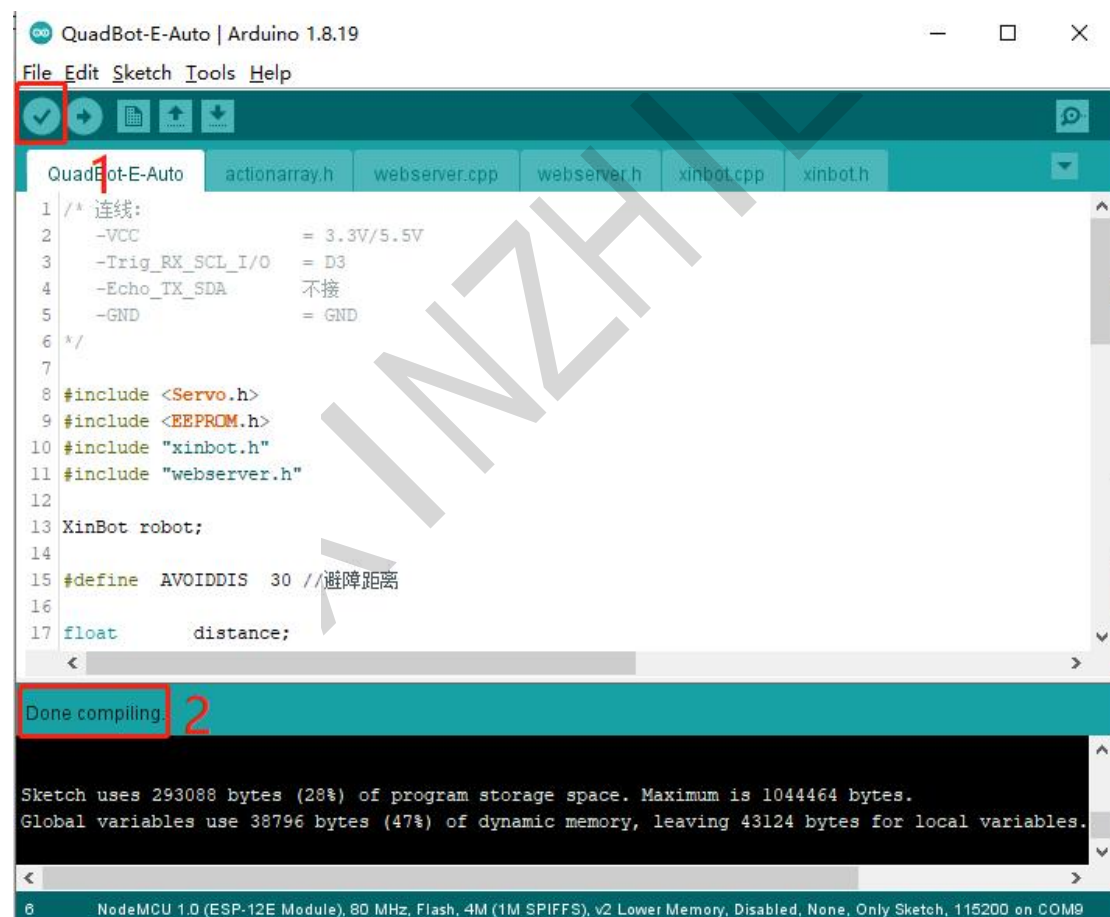 QuadBot-E-Auto | Arduino 1.8.19
File Edit Sketch Tools Help
1
QuadBot-E-Auto actionarray.h webserver.cpp webserver.h xinbot.cpp xinbot.h
1 /* 连线:
2 -VCC = 3.3V/5.5V
3 -Trig_RX_SCL_I/O = D3
4 -Echo_TX_SDA 不接
5 -GND = GND
6 */
7
8 #include <Servo.h>
9 #include <EEPROM.h>
10 #include "xinbot.h"
11 #include "webserver.h"
12
13 XinBot robot;
14
15 #define AVOIDDIS 30 //避障距离
16
17 float distance;
XINZHI
Done compiling. 2
Sketch uses 293088 bytes (28%) of program storage space. Maximum is 1044464 bytes.
Global variables use 38796 bytes (47%) of dynamic memory, leaving 43124 bytes for local variables.
6 NodeMCU 1.0 (ESP-12E Module), 80 MHz, Flash, 4M (1M SPIFFS), v2 Lower Memory, Disabled, None, Only Sketch, 115200 on COM9